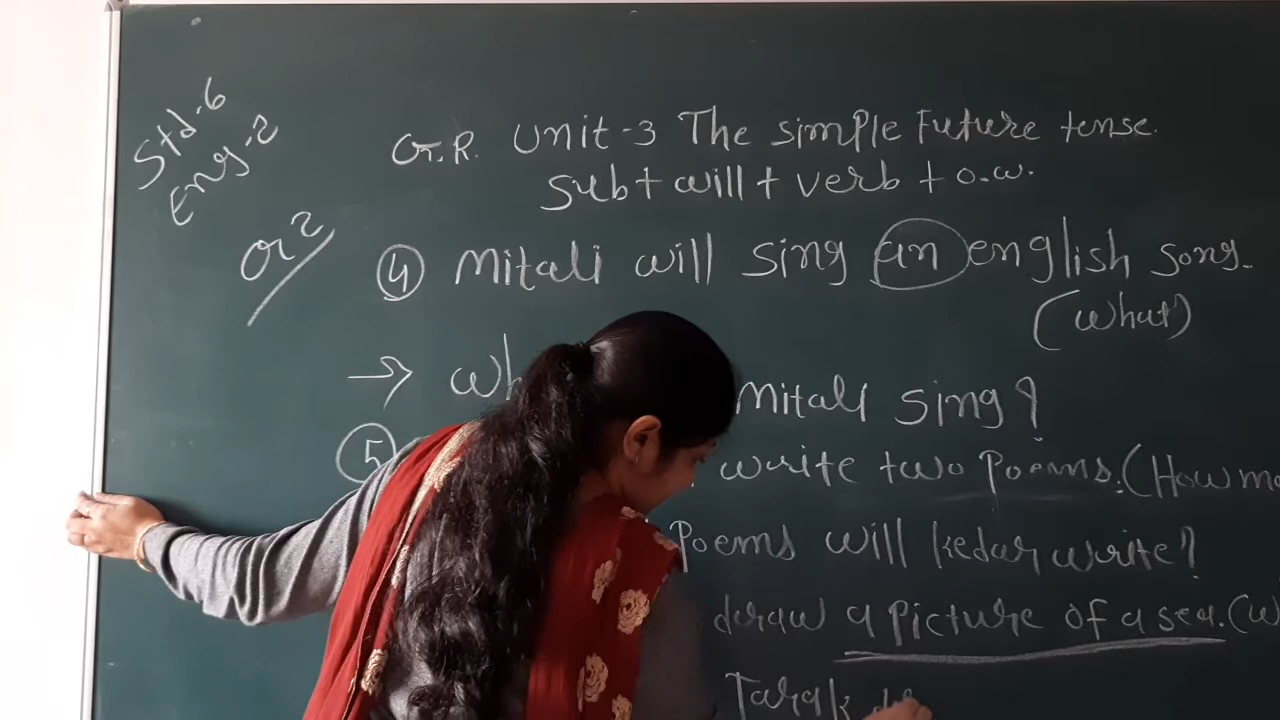 Std-6
Eng-2
Gr.R. Unit-3 The simple Future tense.
Sub + will + verb + o.w.
④ Mitali will sing an english song.
(What)
→ Mitali sing?
⑤ write two Poems. (How
Poems will kedar write?
draw a picture of a sea. (
Tarak